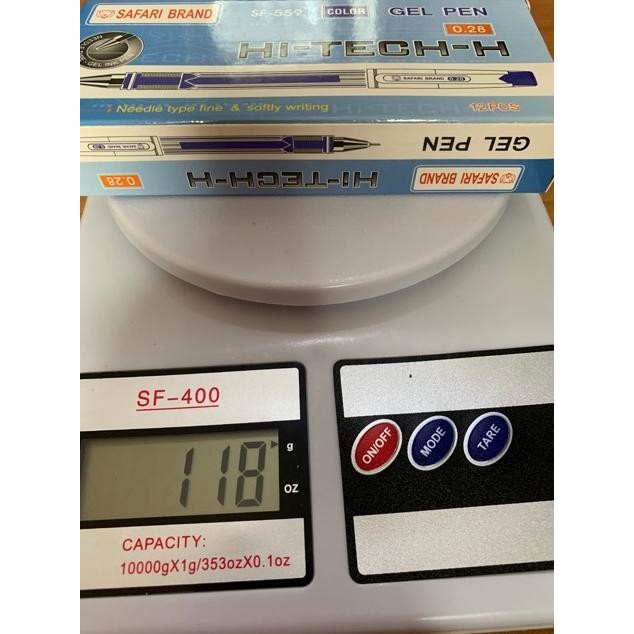 SAFARI BRAND SF-559 COLOR GEL PEN
0.28
HI-TECH-H
SAFARI BRAND 0.28
Needle type fine & softly writing
12PCS
GEL PEN
0.28 HI-TECH-H SAFARI BRAND
SF-400
118 g
OZ
CAPACITY:
10000gX1g/353ozX0.1oz
ON/OFF MODE TARE